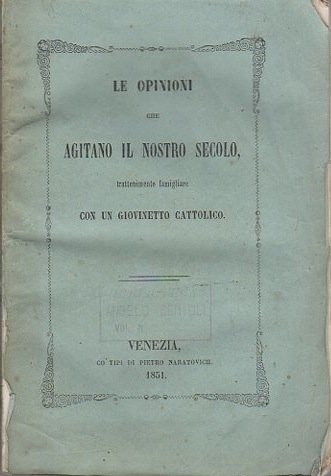 LE OPINIONI
CHE
AGITANO IL NOSTRO SECOLO,
trattenimento famigliare
CON UN GIOVINETTO CATTOLICO.
VOL. N.
VENEZIA,
CO' TIPI DI PIETRO NARATOVICH.
1851.